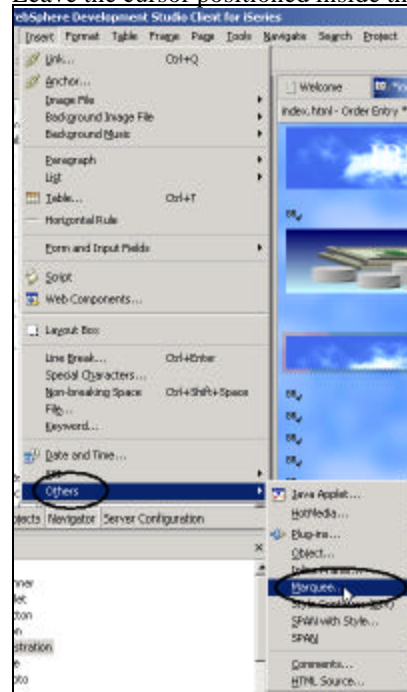 Leave the cursor positioned inside th
ebSphere Development Studio Client for iSeries
Insert Format Table Frame Page Tools Navigate Search Project
Link... Ctrl+Q
Anchor...
Image File
Background Image File
Background Music
Paragraph
List
Table... Ctrl+T
Horizontal Rule
Form and Input Fields
Script
Web Components...
Layout Box
Line Break... Ctrl+Enter
Special Characters...
Non-breaking Space Ctrl+Shift+Space
File...
Keyword...
Date and Time...
Others
Welcome
index.html - Order Entry
Java Applet...
HotMedia...
Plug-ins...
Object...
Marquee...
SPAN with Style...
SPAN
Comments...
HTML Source...
jects Navigator Server Configuration
stration